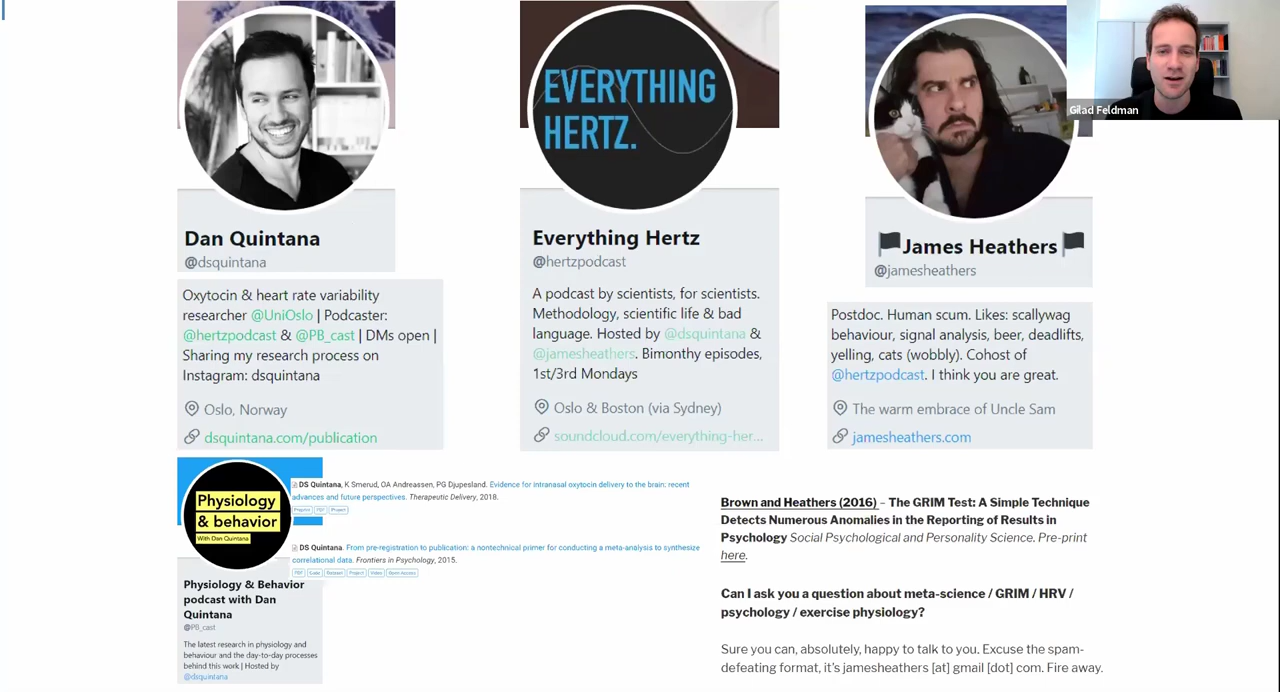 Dan Quintana
@dsquintana
Oxytocin & heart rate variability
researcher @UniOslo | Podcaster:
@hertzpodcast & @PB_cast | DMs open |
Sharing my research process on
Instagram: dsquintana
Oslo, Norway
dsquintana.com/publication
EVERYTHING
HERTZ.
Everything Hertz
@hertzpodcast
A podcast by scientists, for scientists.
Methodology, scientific life & bad
language. Hosted by @dsquintana &
@jamesheathers. Bimonthy episodes,
1st/3rd Mondays
Oslo & Boston (via Sydney)
soundcloud.com/everything-her...
Gilad Feldman
James Heathers
@jamesheathers
Postdoc. Human scum. Likes: scallywag
behaviour, signal analysis, beer, deadlifts,
yelling, cats (wobbly). Cohost of
@hertzpodcast. I think you are great.
The warm embrace of Uncle Sam
jamesheathers.com
Physiology
& behavior
With Dan Quintana
Physiology & Behavior
podcast with Dan
Quintana
@PB_cast
The latest research in physiology and
behaviour and the day-to-day processes
behind this work | Hosted by
@dsquintana
DS Quintana, K Smerud, OA Andreassen, PG Djupesland. Evidence for intranasal oxytocin delivery to the brain: recent
advances and future perspectives. Therapeutic Delivery, 2018.
Preprint PDF Project
DS Quintana. From pre-registration to publication: a nontechnical primer for conducting a meta-analysis to synthesize
correlational data. Frontiers in Psychology, 2015.
PDF Code Dataset Project Video Open Access
Brown and Heathers (2016) – The GRIM Test: A Simple Technique
Detects Numerous Anomalies in the Reporting of Results in
Psychology Social Psychological and Personality Science. Pre-print
here.
Can I ask you a question about meta-science / GRIM / HRV /
psychology / exercise physiology?
Sure you can, absolutely, happy to talk to you. Excuse the spam-
defeating format, it's jamesheathers [at] gmail [dot] com. Fire away.